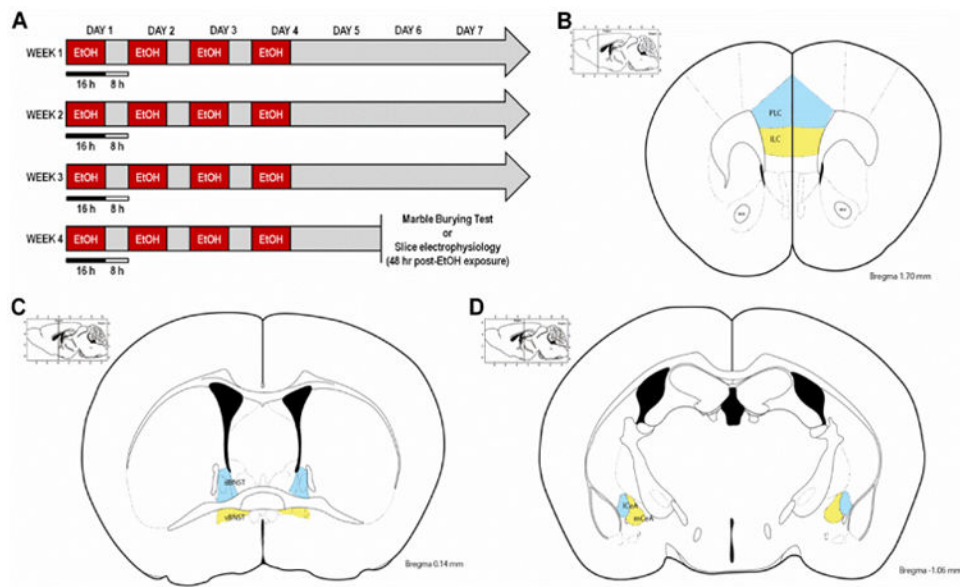 A
DAY 1 DAY 2 DAY 3 DAY 4 DAY 5 DAY 6 DAY 7
WEEK 1 EtOH EtOH EtOH EtOH
16 h 8 h
WEEK 2 EtOH EtOH EtOH EtOH
16 h 8 h
WEEK 3 EtOH EtOH EtOH EtOH
16 h 8 h
WEEK 4 EtOH EtOH EtOH EtOH
16 h 8 h
Marble Burying Test
or
Slice electrophysiology
(48 hr post-EtOH exposure)
B
PLC
ILC
Bregma 1.70 mm
C
dBNST
vBNST
Bregma 0.14 mm
D
lCeA
mCeA
Bregma -1.06 mm